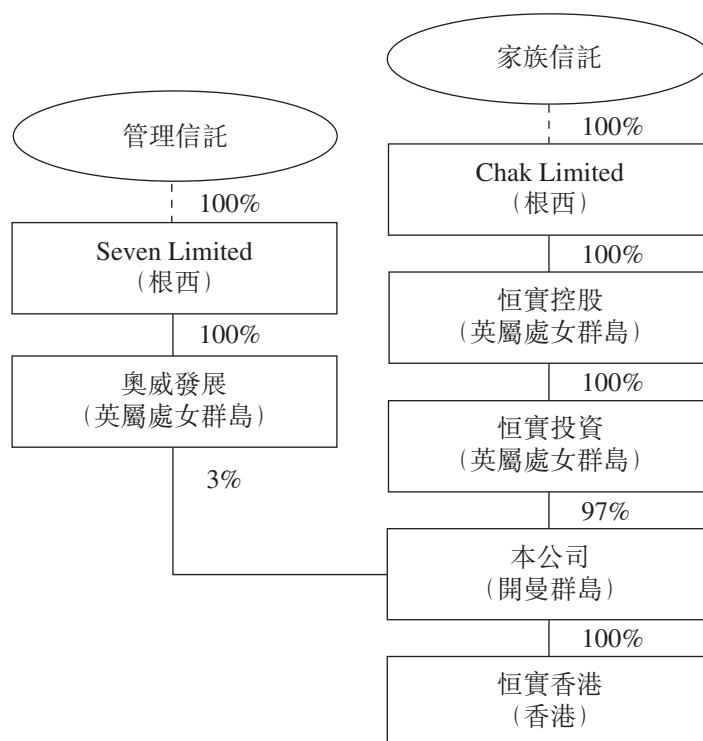 家族信託
100%
Chak Limited
（根西）
100%
恒實控股
（英屬處女群島）
100%
恒實投資
（英屬處女群島）
97%
管理信託
100%
Seven Limited
（根西）
100%
奧威發展
（英屬處女群島）
3%
本公司
（開曼群島）
100%
恒實香港
（香港）